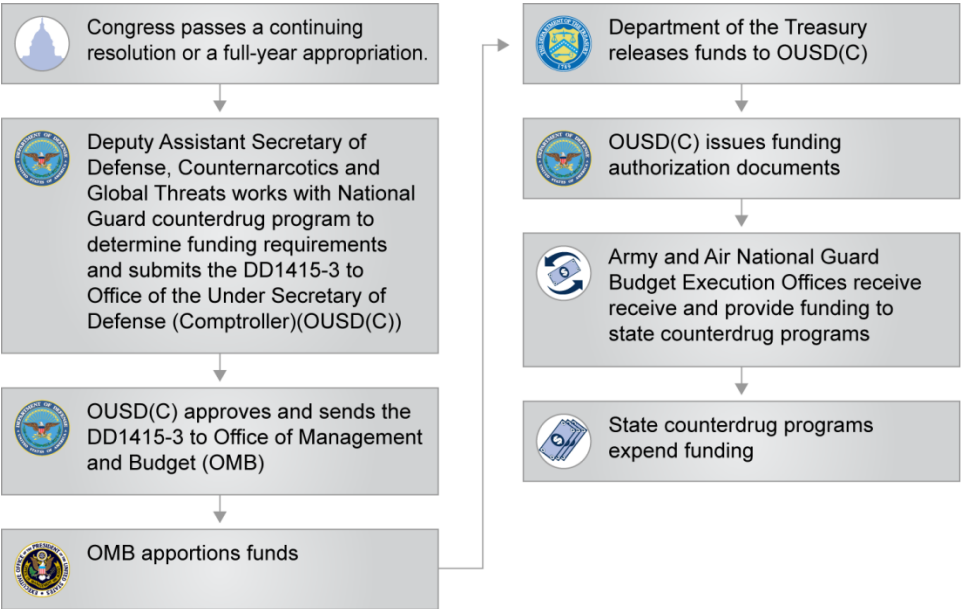 Congress passes a continuing
resolution or a full-year appropriation.
Deputy Assistant Secretary of
Defense, Counternarcotics and
Global Threats works with National
Guard counterdrug program to
determine funding requirements
and submits the DD1415-3 to
Office of the Under Secretary of
Defense (Comptroller)(OUSD(C))
OUSD(C) approves and sends the
DD1415-3 to Office of Management
and Budget (OMB)
OMB apportions funds
Department of the Treasury
releases funds to OUSD(C)
OUSD(C) issues funding
authorization documents
Army and Air National Guard
Budget Execution Offices receive
receive and provide funding to
state counterdrug programs
State counterdrug programs
expend funding